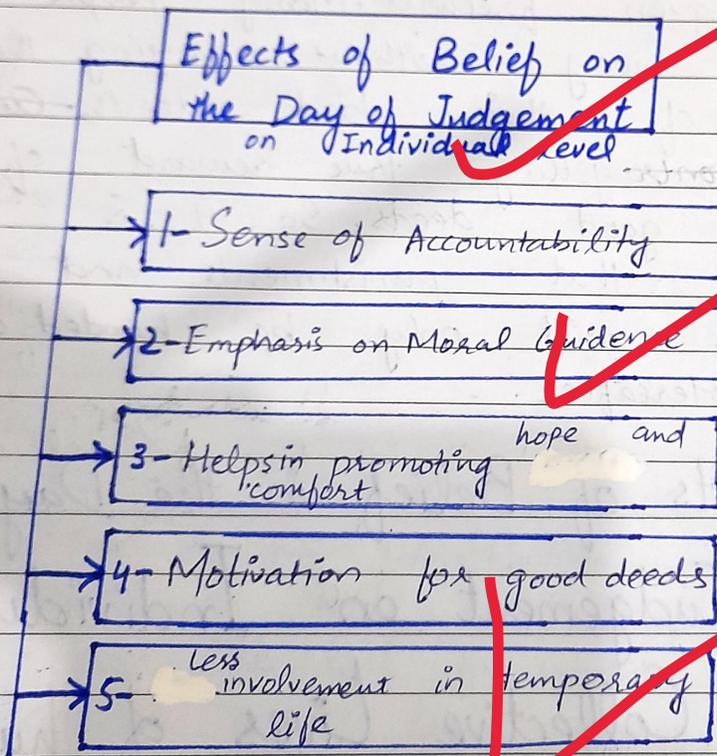 Effects of Belief on
the Day of Judgement
on Individual level
1- Sense of Accountability
2- Emphasis on Moral Guidence
hope and
3- Helps in promoting
comfort
4- Motivation for good deeds
less
5- involvement in temporary
life